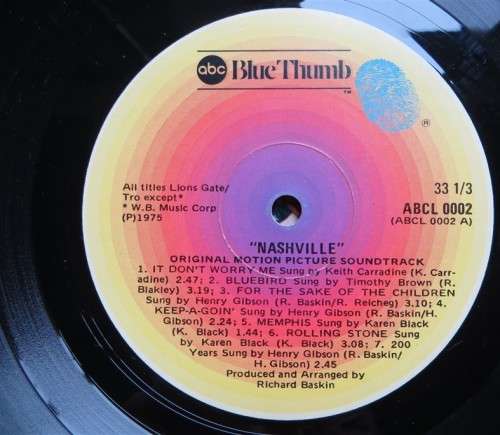 abc Blue Thumb
TM
®
All titles Lions Gate/
Tro except*
* W.B. Music Corp
(P)1975
33 1/3
ABCL 0002
(ABCL 0002 A)
"NASHVILLE"
ORIGINAL MOTION PICTURE SOUNDTRACK
1. IT DON'T WORRY ME Sung by Keith Carradine (K. Carr-
adine) 2.47; 2. BLUEBIRD Sung by Timothy Brown (R.
Blakley) 3.19; 3. FOR THE SAKE OF THE CHILDREN
Sung by Henry Gibson (R. Baskin/R. Reicheg) 3.10; 4.
KEEP-A-GOIN' Sung by Henry Gibson (R. Baskin/H.
Gibson) 2.24; 5. MEMPHIS Sung by Karen Black
(K. Black) 1.44; 6. ROLLING STONE Sung
by Karen Black (K. Black) 3.08; 7. 200
Years Sung by Henry Gibson (R. Baskin/
H. Gibson) 2.45
Produced and Arranged by
Richard Baskin